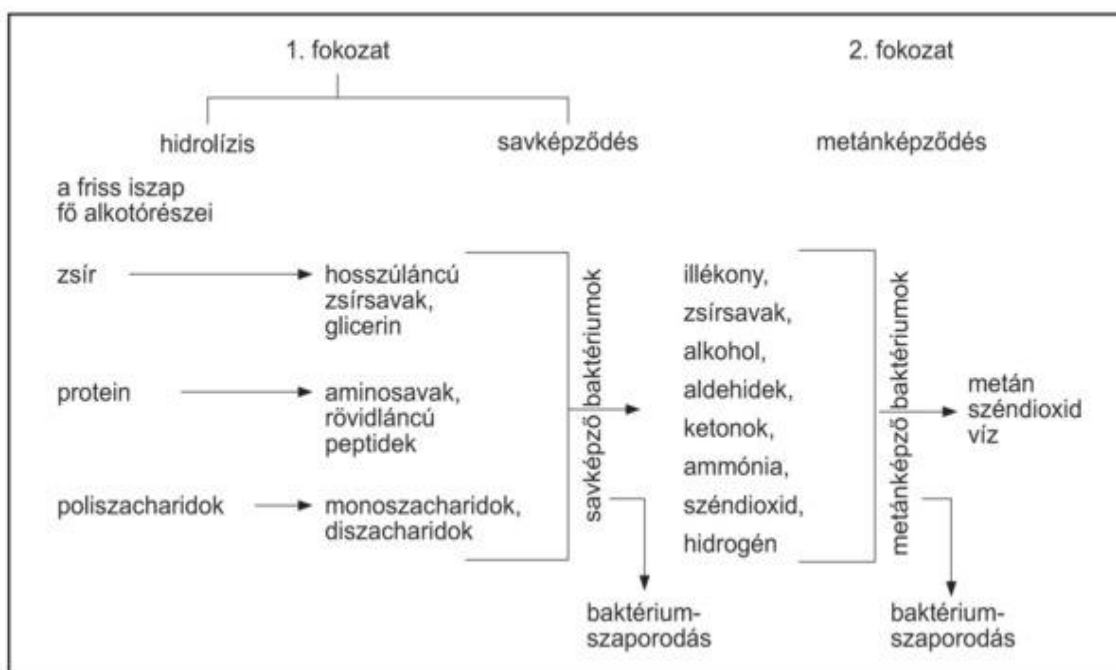 1. fokozat
2. fokozat
hidrolízis
savképződés
metánképződés
a friss iszap
fő alkotórészei
zsír
hosszúláncú
zsírsavak,
glicerin
protein
aminosavak,
rövidláncú
peptidek
poliszacharidok
monoszacharidok,
diszacharidok
savképző baktériumok
baktérium-
szaporodás
illékony,
zsírsavak,
alkohol,
aldehidek,
ketonok,
ammónia,
széndioxid,
hidrogén
metánképző baktériumok
baktérium-
szaporodás
metán
széndioxid
víz